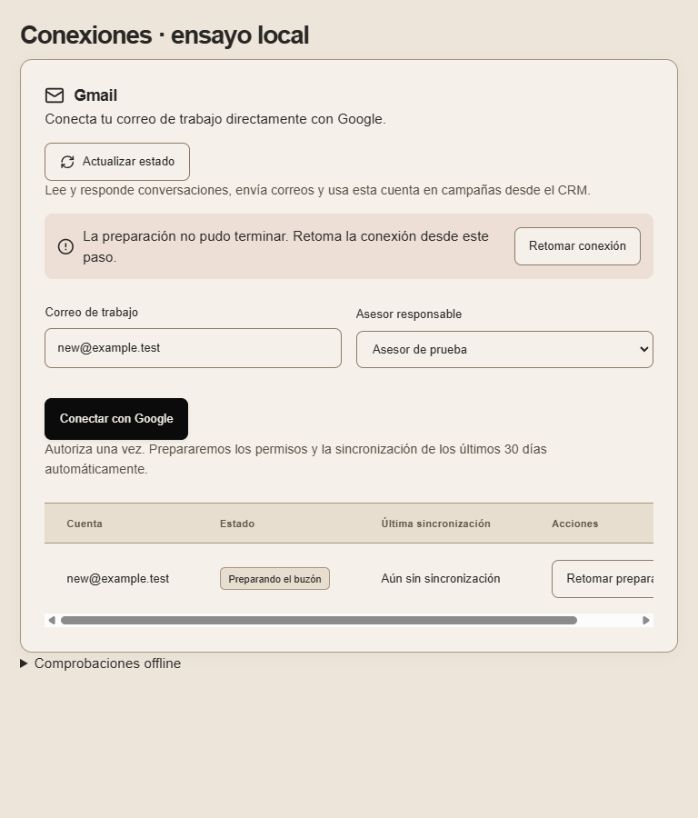 Conexiones · ensayo local
Gmail
Conecta tu correo de trabajo directamente con Google.
Actualizar estado
Lee y responde conversaciones, envía correos y usa esta cuenta en campañas desde el CRM.
La preparación no pudo terminar. Retoma la conexión desde este
paso.
Retomar conexión
Correo de trabajo
Asesor responsable
new@example.test
Asesor de prueba
Conectar con Google
Autoriza una vez. Prepararemos los permisos y la sincronización de los últimos 30 días
automáticamente.
Cuenta Estado Última sincronización Acciones
new@example.test Preparando el buzón Aún sin sincronización Retomar prepara
Comprobaciones offline